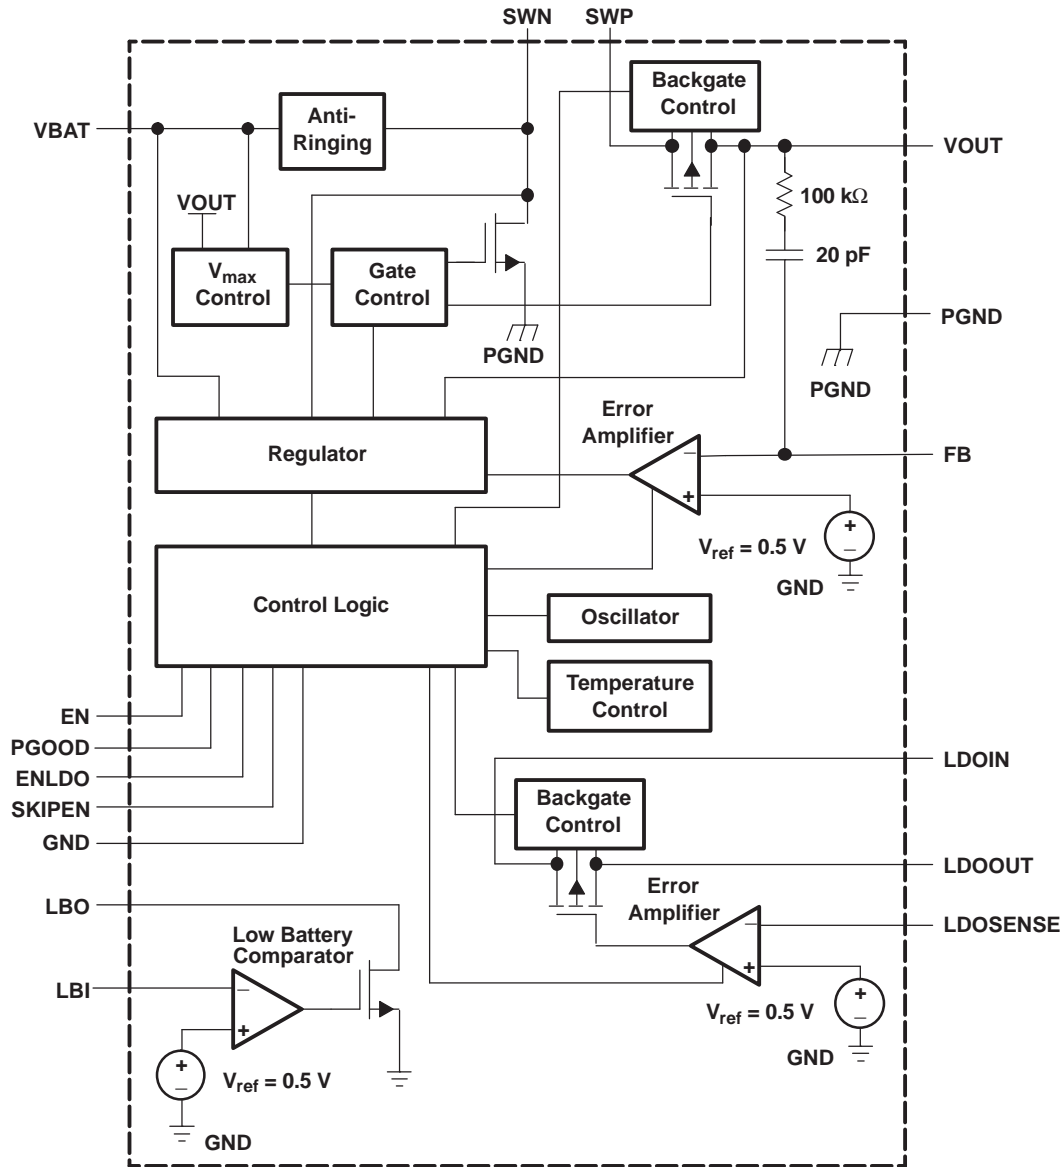 SWN
SWP
VBAT
Anti-
Ringing
Backgate
Control
VOUT
VOUT
100 kΩ
20 pF
Vmax
Control
Gate
Control
PGND
PGND
PGND
Regulator
Error
Amplifier
−
+
FB
Vref = 0.5 V
+
−
GND
Control Logic
Oscillator
Temperature
Control
EN
PGOOD
ENLDO
SKIPEN
GND
LDOIN
Backgate
Control
LDOOUT
Error
Amplifier
−
+
LDOSENSE
Vref = 0.5 V
+
−
GND
LBO
Low Battery
Comparator
LBI
−
+
Vref = 0.5 V
+
−
GND